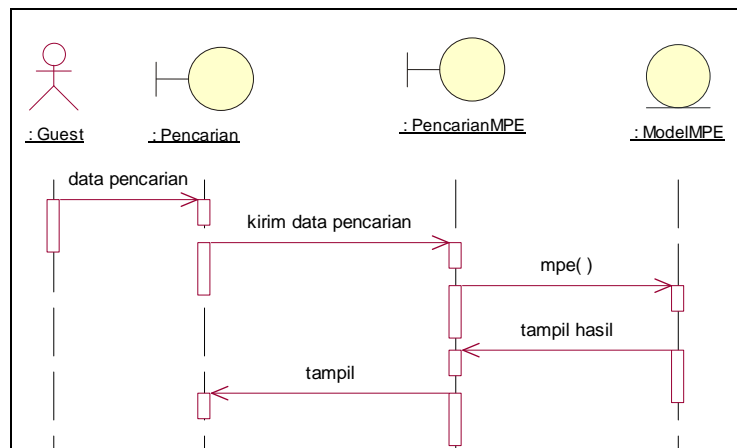 : Guest
: Pencarian
: PencarianMPE
: ModelMPE
data pencarian
kirim data pencarian
mpe( )
tampil hasil
tampil